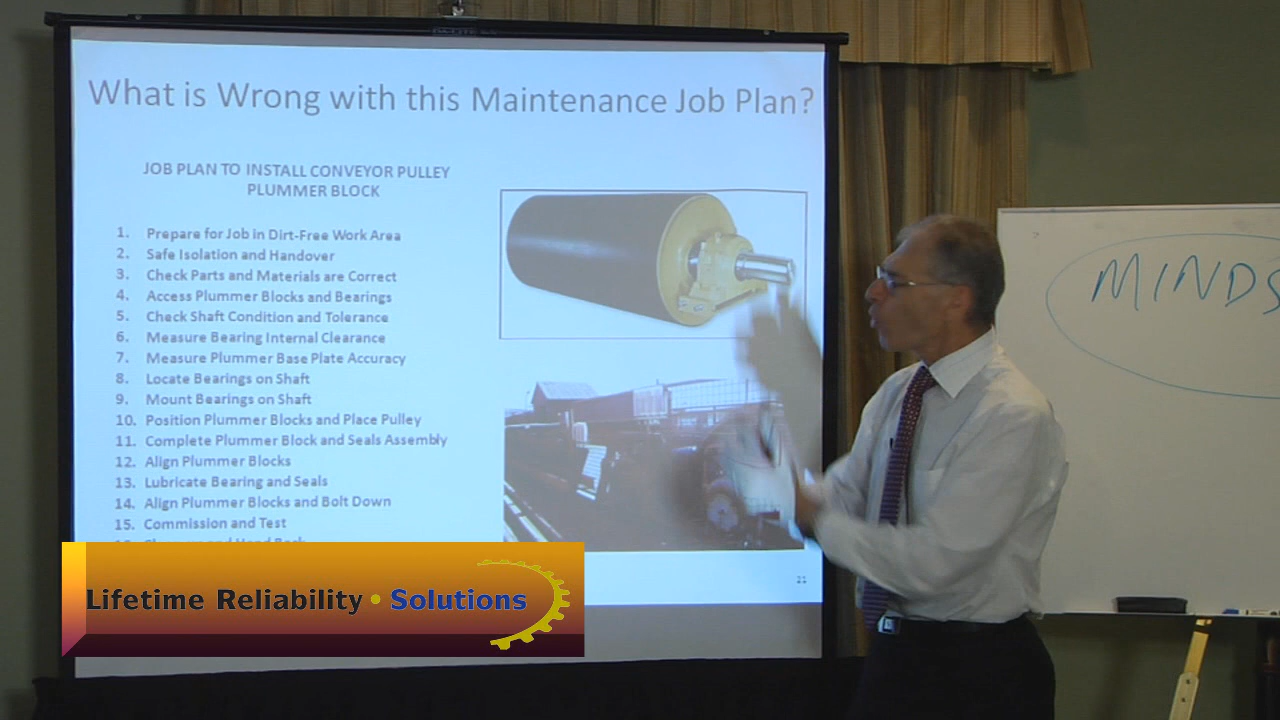 What is Wrong with this Maintenance Job Plan?
JOB PLAN TO INSTALL CONVEYOR PULLEY
PLUMMER BLOCK
1. Prepare for Job in Dirt-Free Work Area
2. Safe Isolation and Handover
3. Check Parts and Materials are Correct
4. Access Plummer Blocks and Bearings
5. Check Shaft Condition and Tolerance
6. Measure Bearing Internal Clearance
7. Measure Plummer Base Plate Accuracy
8. Locate Bearings on Shaft
9. Mount Bearings on Shaft
10. Position Plummer Blocks and Place Pulley
11. Complete Plummer Block and Seals Assembly
12. Align Plummer Blocks
13. Lubricate Bearing and Seals
14. Align Plummer Blocks and Bolt Down
15. Commission and Test
Lifetime Reliability • Solutions
MINDS